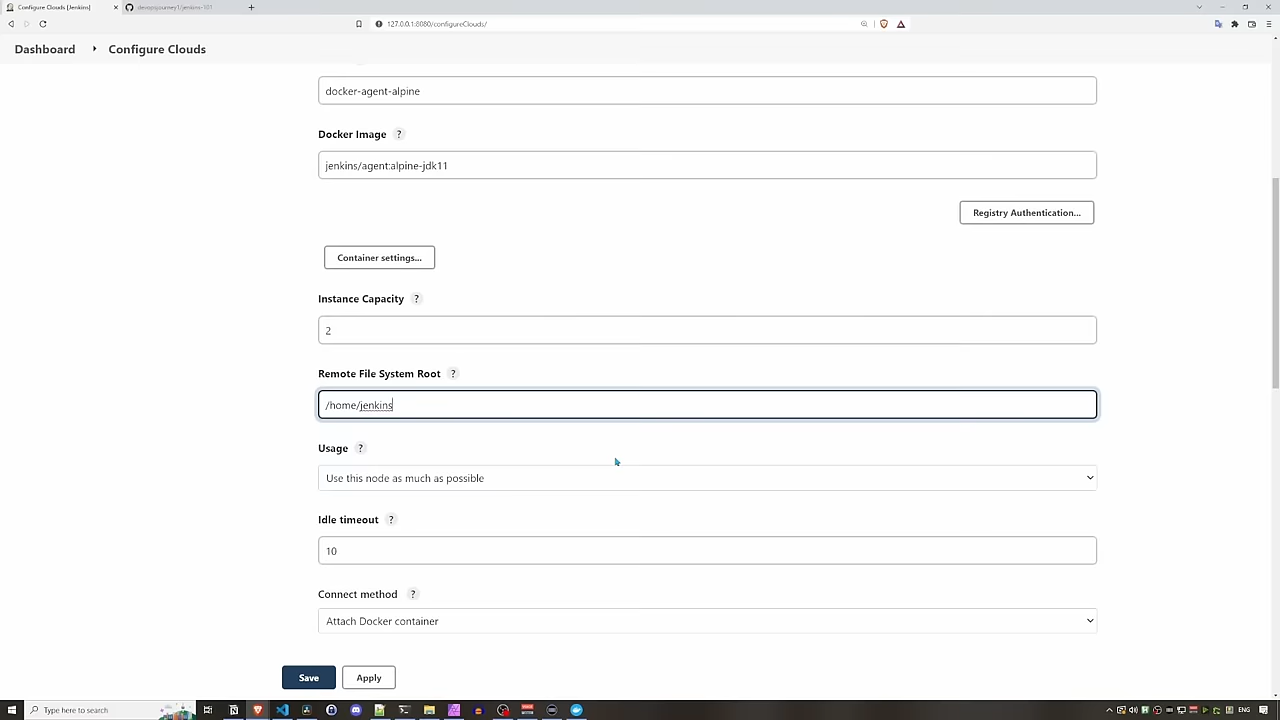 Configure Clouds [Jenkins]
devopsjourney1/jenkins-101
127.0.0.1:8080/configureClouds/
Dashboard
Configure Clouds
docker-agent-alpine
Docker Image ?
jenkins/agent:alpine-jdk11
Registry Authentication...
Container settings...
Instance Capacity ?
2
Remote File System Root ?
/home/jenkins
Usage ?
Use this node as much as possible
Idle timeout ?
10
Connect method ?
Attach Docker container
Save
Apply
Type here to search
ENG